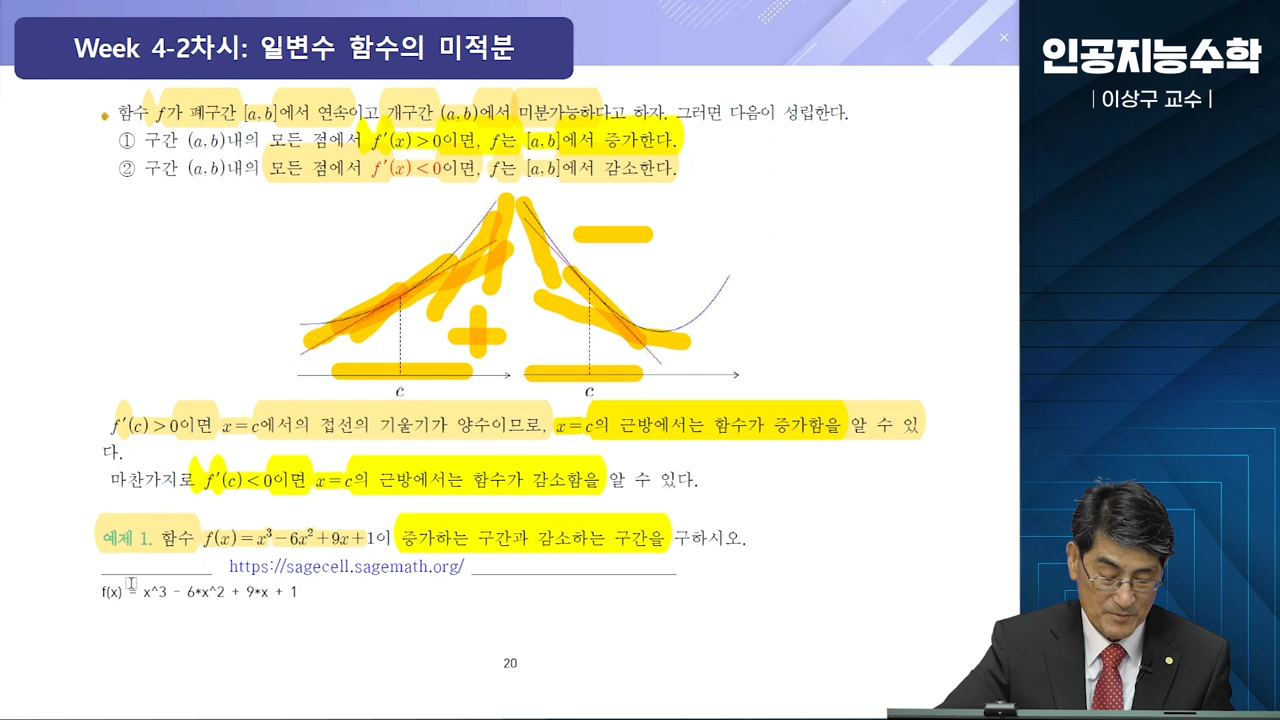 Week 4-2차시: 일변수 함수의 미적분
인공지능수학
| 이상구 교수 |
함수 f가 폐구간 [a, b]에서 연속이고 개구간 (a, b)에서 미분가능하다고 하자. 그러면 다음이 성립한다.
① 구간 (a, b)내의 모든 점에서 f′(x)>0이면, f는 [a, b]에서 증가한다.
② 구간 (a, b)내의 모든 점에서 f′(x)<0이면, f는 [a, b]에서 감소한다.
c c
f′(c)>0이면 x=c에서의 접선의 기울기가 양수이므로, x=c의 근방에서는 함수가 증가함을 알 수 있
다.
마찬가지로 f′(c)<0이면 x=c의 근방에서는 함수가 감소함을 알 수 있다.
예제 1. 함수 f(x)=x³-6x²+9x+1이 증가하는 구간과 감소하는 구간을 구하시오.
https://sagecell.sagemath.org/
f(x) = x^3 - 6*x^2 + 9*x + 1
20